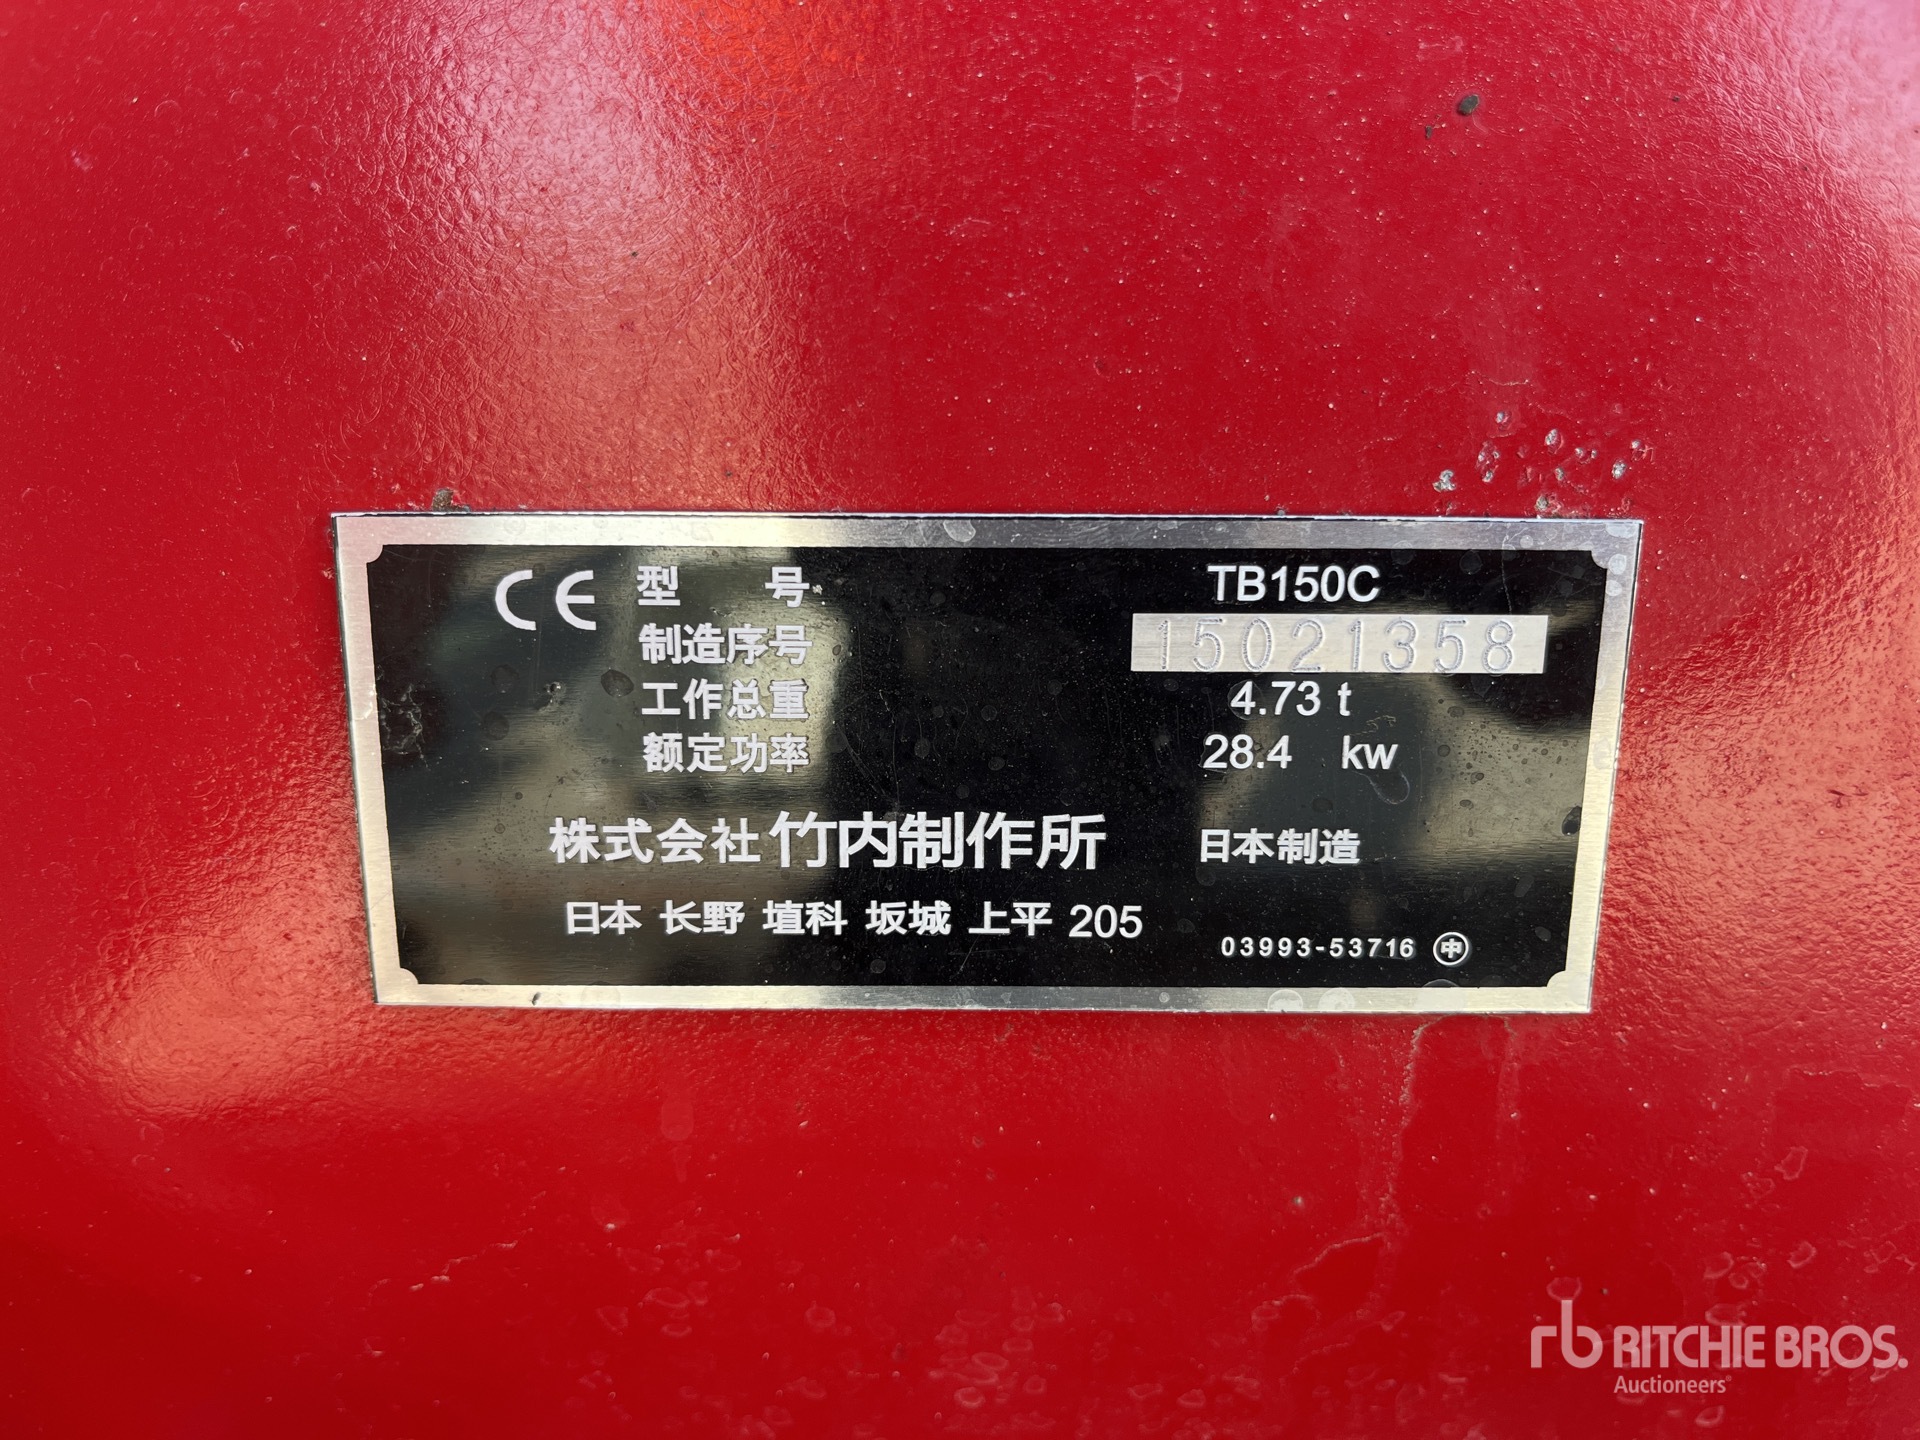 CE 型 号 TB150C
制造序号 15021358
工作总重 4.73 t
额定功率 28.4 kw
株式会社 竹内制作所 日本制造
日本 长野 埴科 坂城 上平 205
03993-53716 中
rb RITCHIE BROS.
Auctioneers